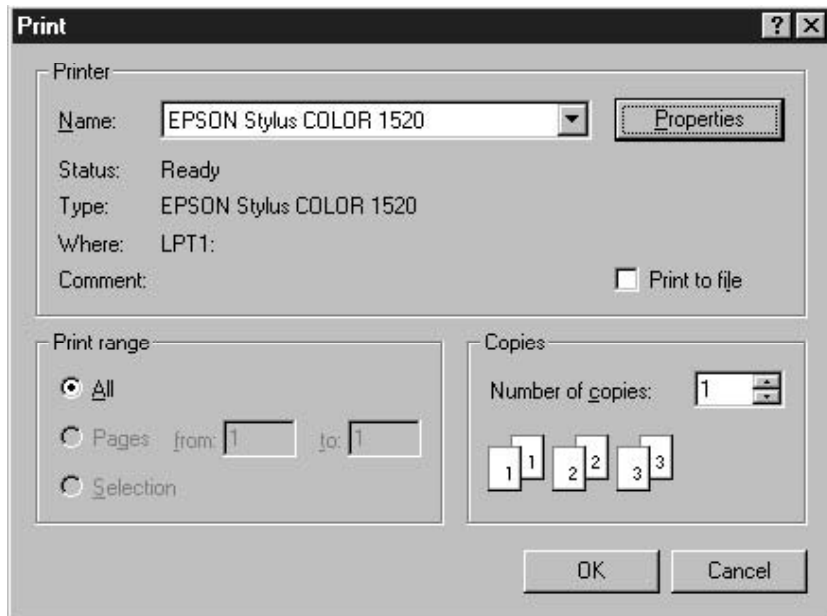 Print
Printer
Name: EPSON Stylus COLOR 1520 Properties
Status: Ready
Type: EPSON Stylus COLOR 1520
Where: LPT1:
Comment: Print to file
Print range
All
Pages from: 1 to: 1
Selection
Copies
Number of copies: 1
1 1 2 2 3 3
OK Cancel